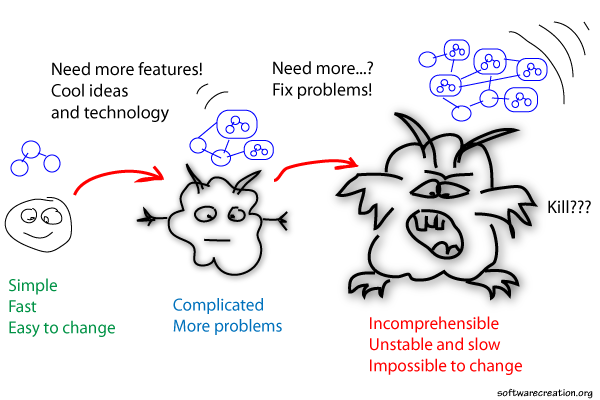 Need more features!
Cool ideas
and technology
Need more...?
Fix problems!
Kill???
Simple
Fast
Easy to change
Complicated
More problems
Incomprehensible
Unstable and slow
Impossible to change
softwarecreation.org